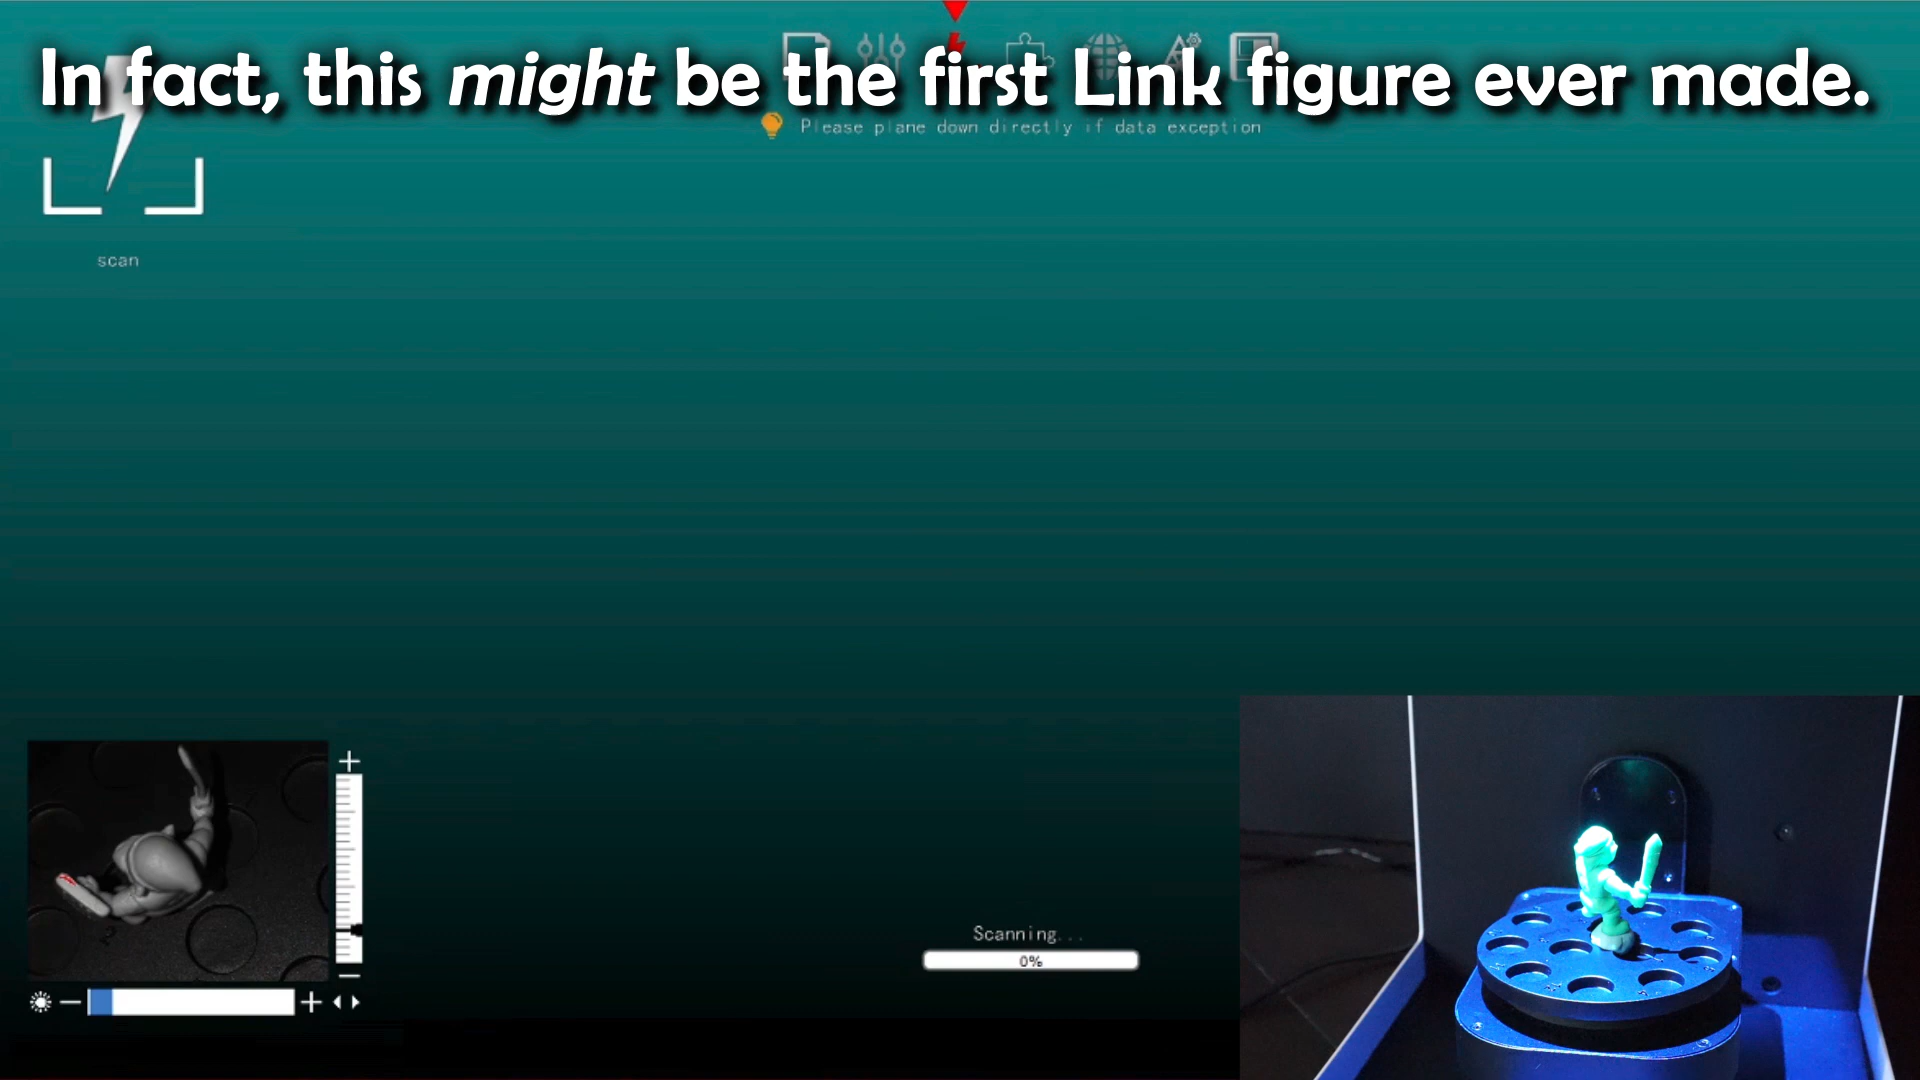 In fact, this might be the first Link figure ever made.
Please plane down directly if data exception
scan
Scanning...
0%